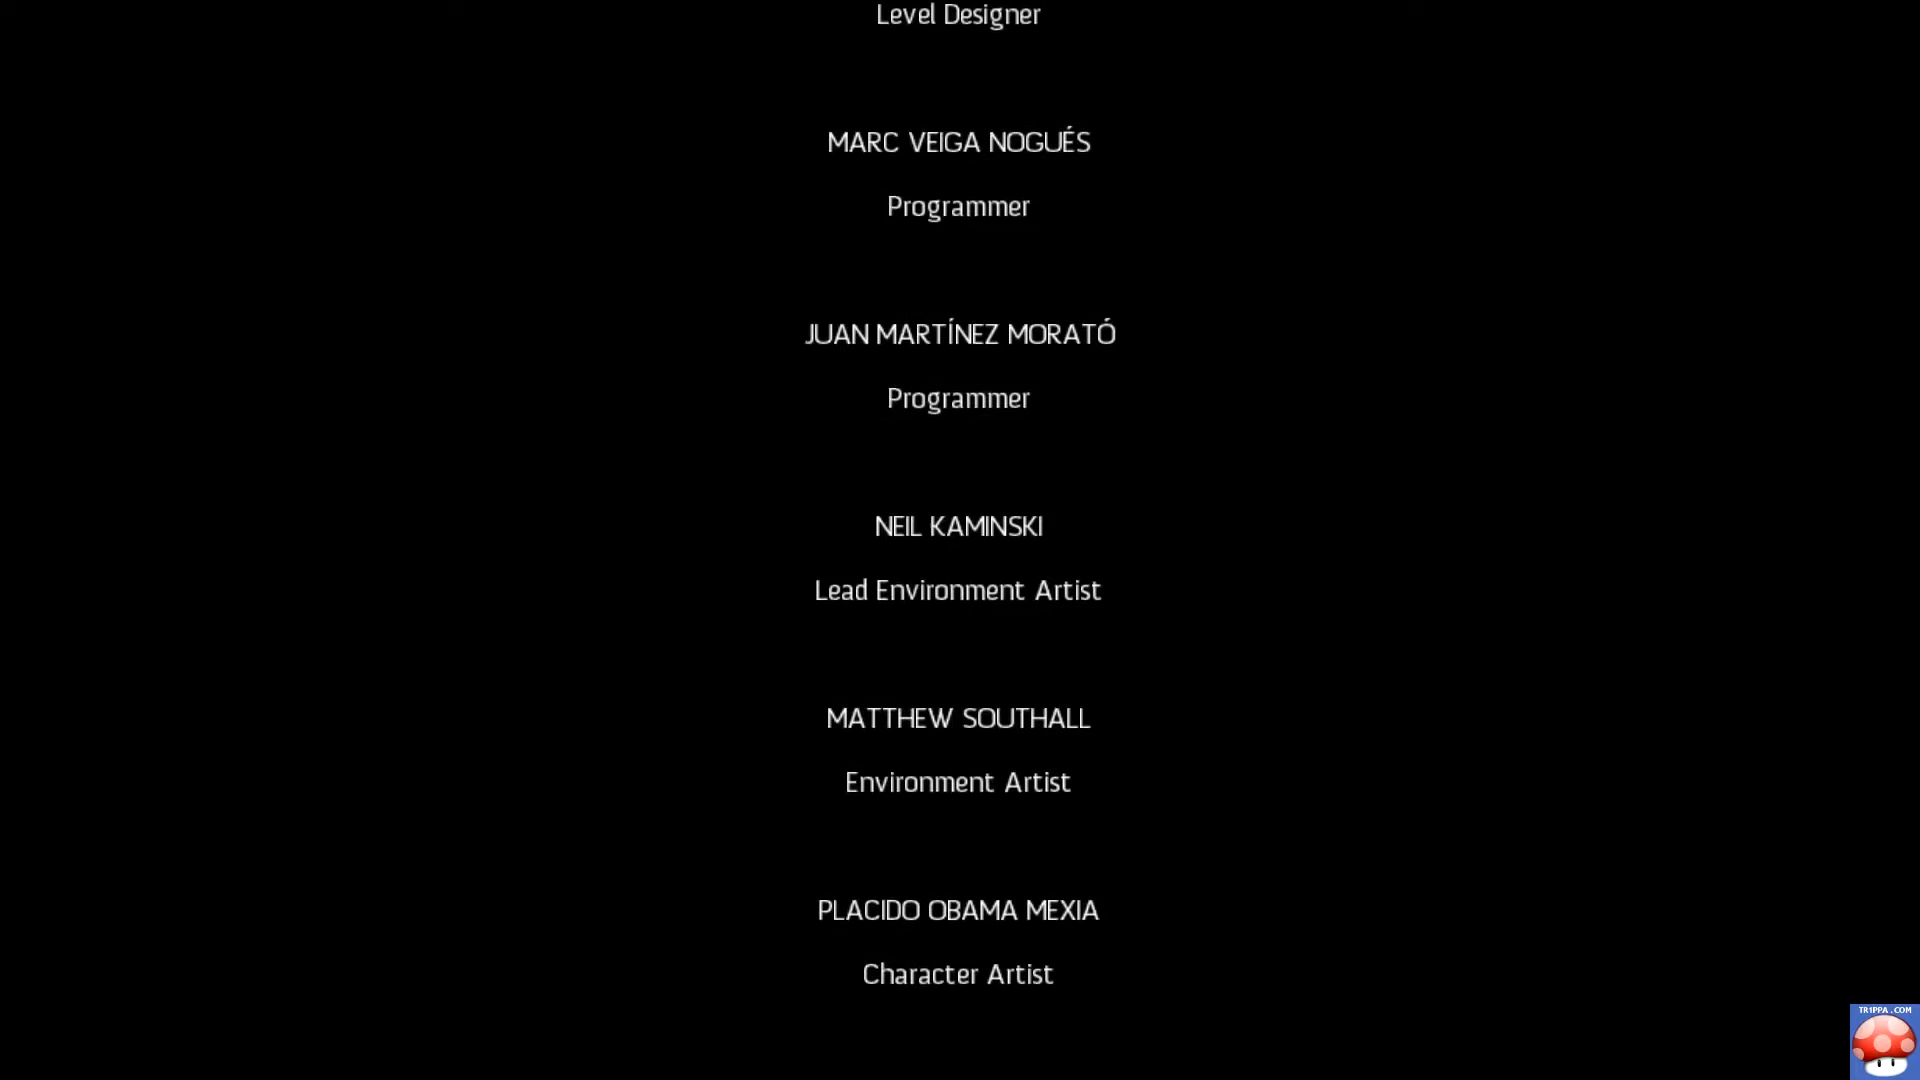 Level Designer
MARC VEIGA NOGUÉS
Programmer
JUAN MARTÍNEZ MORATÓ
Programmer
NEIL KAMINSKI
Lead Environment Artist
MATTHEW SOUTHALL
Environment Artist
PLACIDO OBAMA MEXIA
Character Artist
TR1PPA.COM